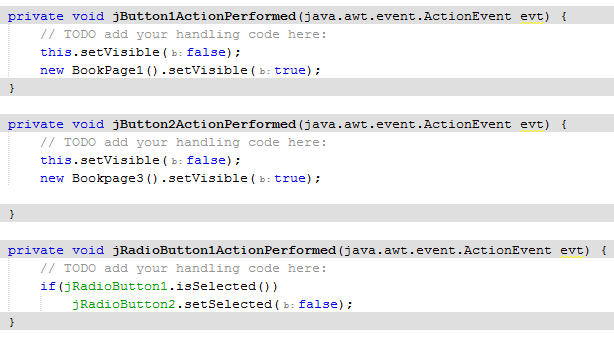 private void jButton1ActionPerformed(java.awt.event.ActionEvent evt) {
    // TODO add your handling code here:
    this.setVisible( b: false);
    new BookPage1().setVisible( b: true);
}
private void jButton2ActionPerformed(java.awt.event.ActionEvent evt) {
    // TODO add your handling code here:
    this.setVisible( b: false);
    new Bookpage3().setVisible( b: true);
}
private void jRadioButton1ActionPerformed(java.awt.event.ActionEvent evt) {
    // TODO add your handling code here:
    if(jRadioButton1.isSelected())
        jRadioButton2.setSelected( b: false);
}